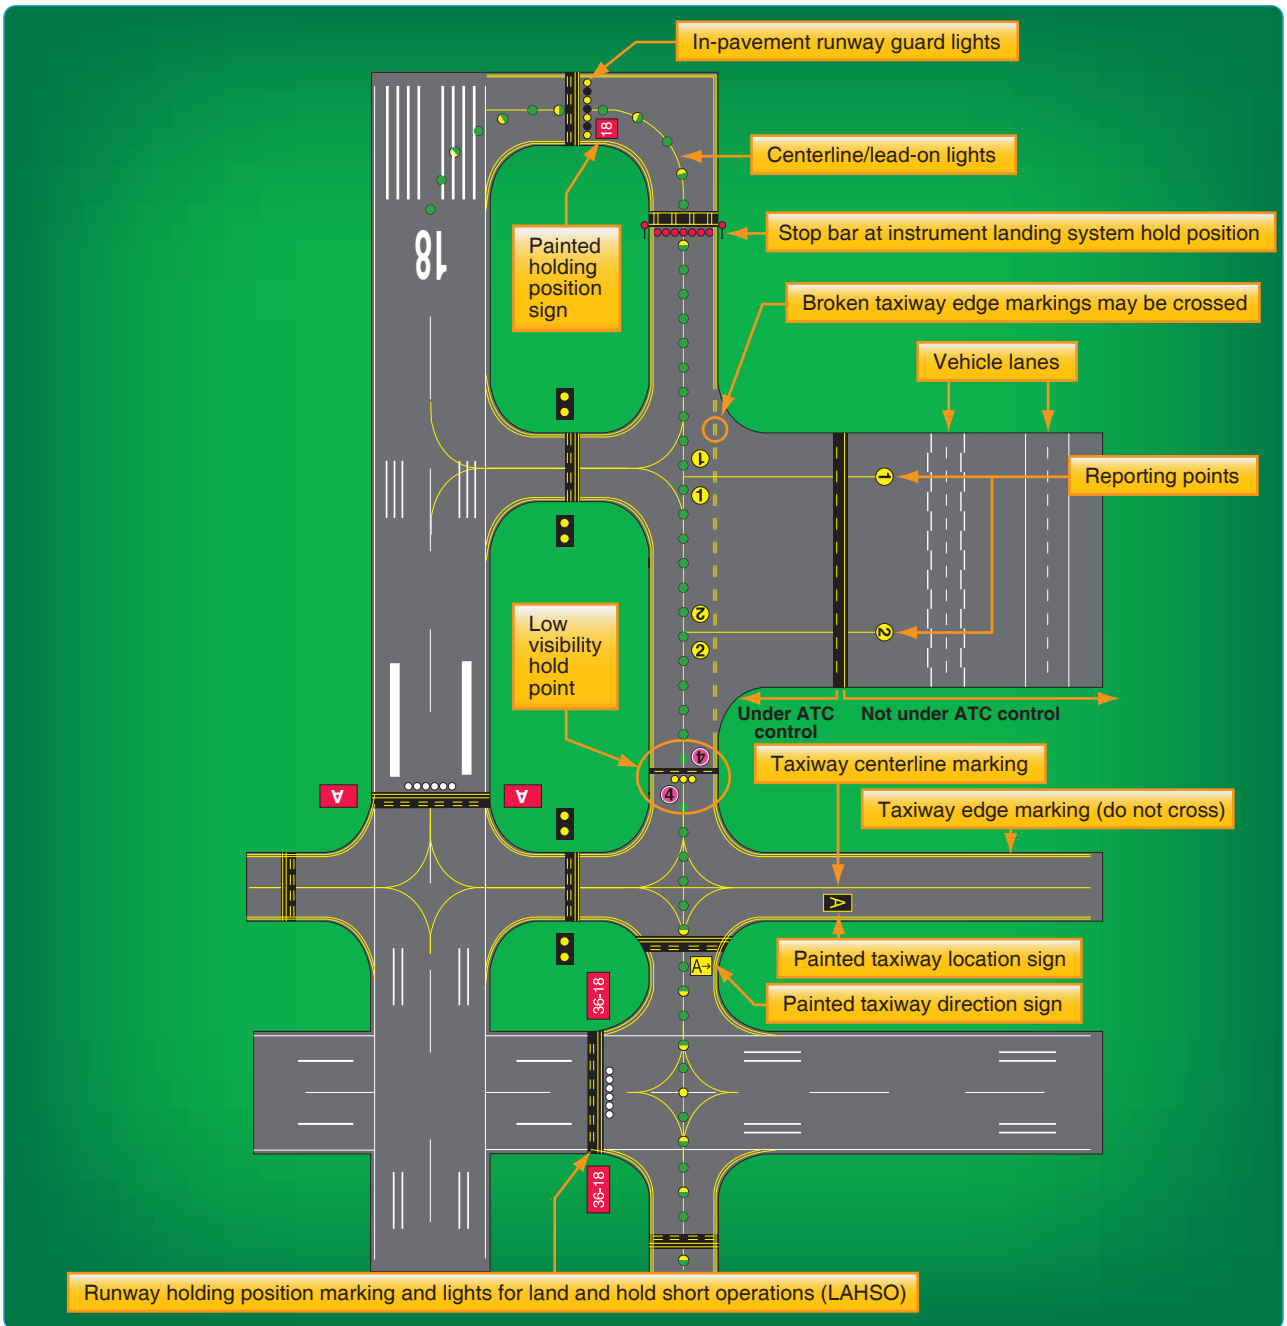 In-pavement runway guard lights
18
Centerline/lead-on lights
Stop bar at instrument landing system hold position
Painted
holding
position
sign
18
Broken taxiway edge markings may be crossed
Vehicle lanes
1
1
1
Reporting points
2
2
2
Low
visibility
hold
point
Under ATC
control
Not under ATC control
4
4
Taxiway centerline marking
A
A
Taxiway edge marking (do not cross)
A
Painted taxiway location sign
A→
Painted taxiway direction sign
36-18
36-18
Runway holding position marking and lights for land and hold short operations (LAHSO)